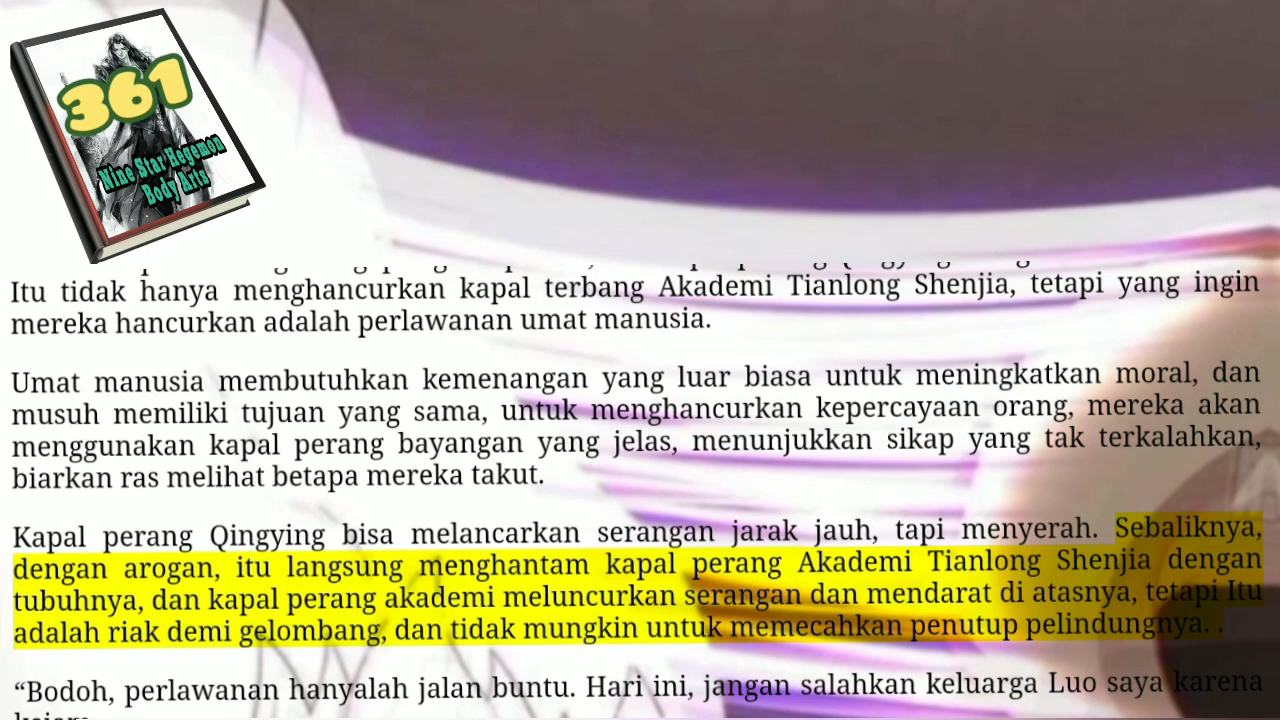 361
Nine Star Hegemon
Body Arts
Itu tidak hanya menghancurkan kapal terbang Akademi Tianlong Shenjia, tetapi yang ingin
mereka hancurkan adalah perlawanan umat manusia.
Umat manusia membutuhkan kemenangan yang luar biasa untuk meningkatkan moral, dan
musuh memiliki tujuan yang sama, untuk menghancurkan kepercayaan orang, mereka akan
menggunakan kapal perang bayangan yang jelas, menunjukkan sikap yang tak terkalahkan,
biarkan ras melihat betapa mereka takut.
Kapal perang Qingying bisa melancarkan serangan jarak jauh, tapi menyerah. Sebaliknya,
dengan arogan, itu langsung menghantam kapal perang Akademi Tianlong Shenjia dengan
tubuhnya, dan kapal perang akademi meluncurkan serangan dan mendarat di atasnya, tetapi Itu
adalah riak demi gelombang, dan tidak mungkin untuk memecahkan penutup pelindungnya. .
“Bodoh, perlawanan hanyalah jalan buntu. Hari ini, jangan salahkan keluarga Luo saya karena